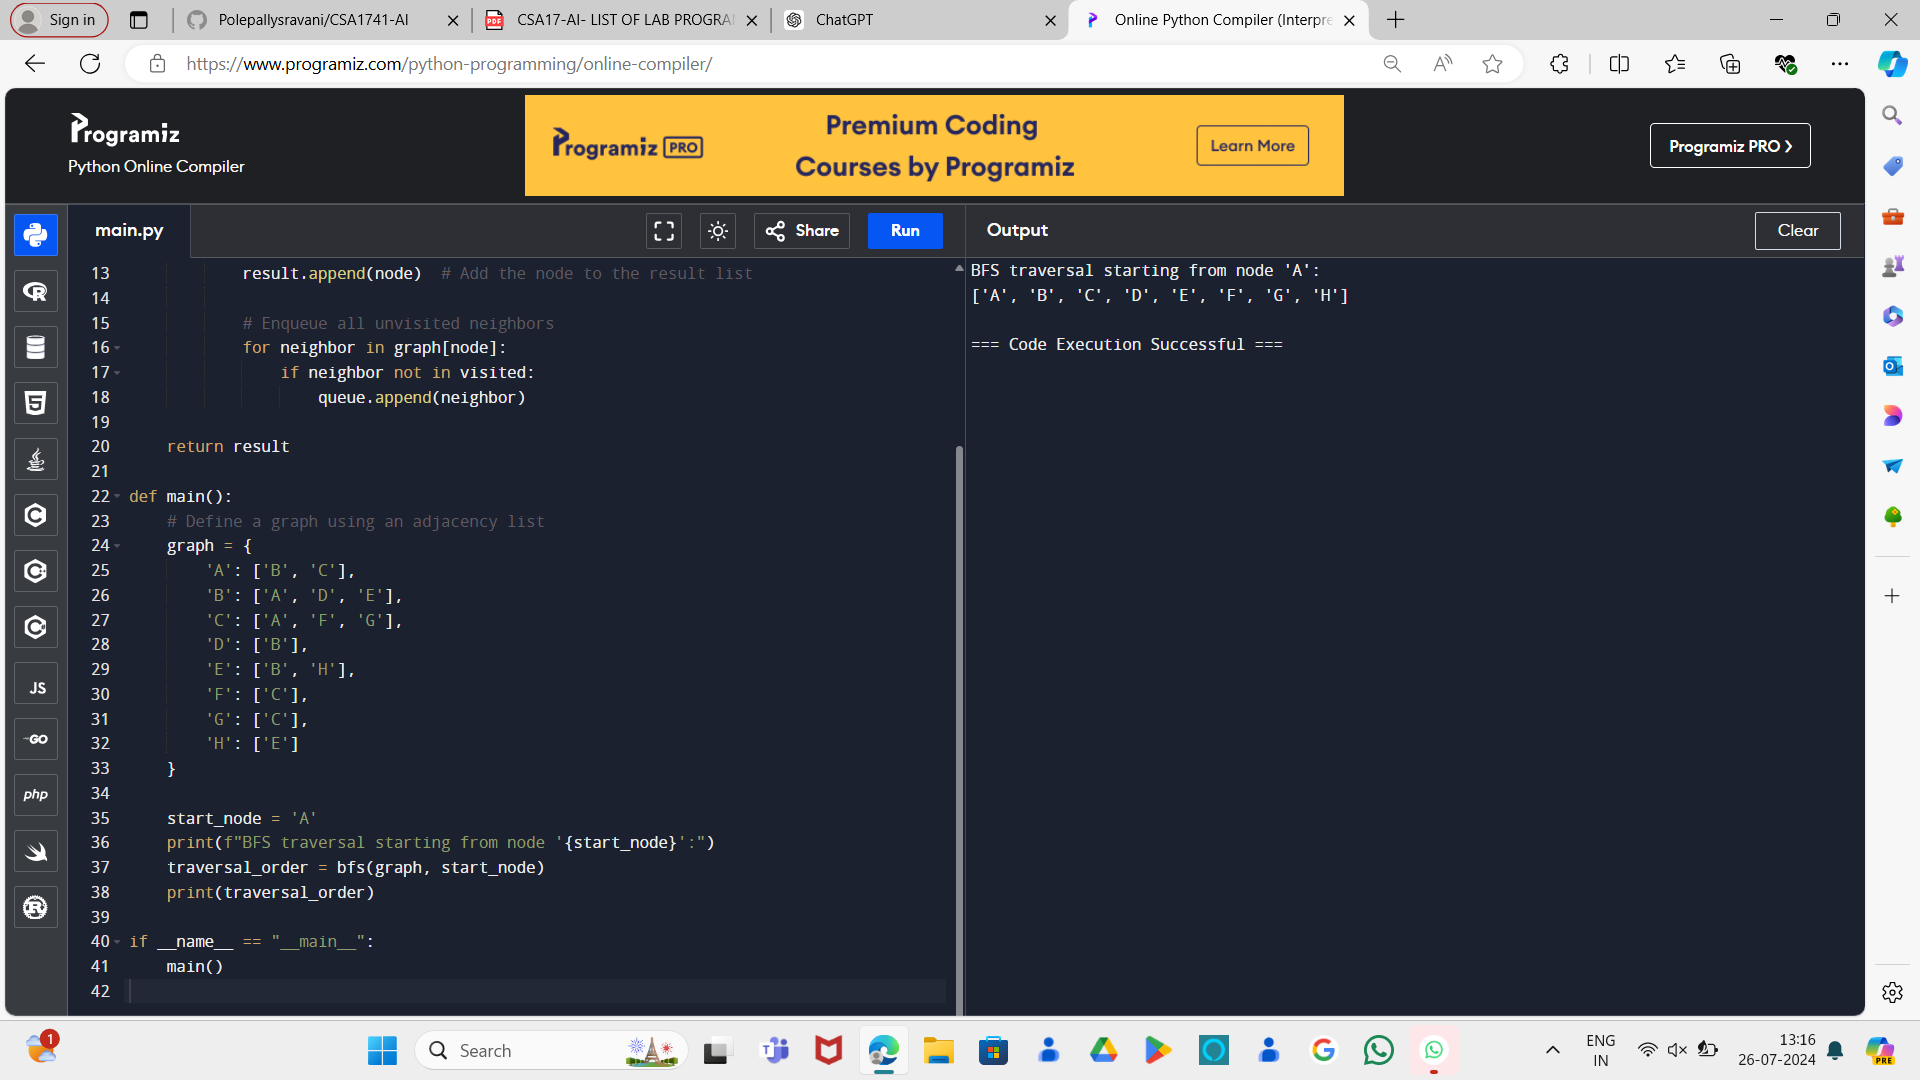 Sign in
Polepallysravani/CSA1741-AI
CSA17-AI- LIST OF LAB PROGRA
ChatGPT
Online Python Compiler (Interpre
https://www.programiz.com/python-programming/online-compiler/
Programiz
Python Online Compiler
Programiz PRO
Premium Coding
Courses by Programiz
Learn More
Programiz PRO
main.py
Share
Run
Output
Clear
13 result.append(node)  # Add the node to the result list
14
15 # Enqueue all unvisited neighbors
16 for neighbor in graph[node]:
17 if neighbor not in visited:
18 queue.append(neighbor)
19
20 return result
21
22 def main():
23 # Define a graph using an adjacency list
24 graph = {
25 'A': ['B', 'C'],
26 'B': ['A', 'D', 'E'],
27 'C': ['A', 'F', 'G'],
28 'D': ['B'],
29 'E': ['B', 'H'],
30 'F': ['C'],
31 'G': ['C'],
32 'H': ['E']
33 }
34
35 start_node = 'A'
36 print(f"BFS traversal starting from node '{start_node}':")
37 traversal_order = bfs(graph, start_node)
38 print(traversal_order)
39
40 if __name__ == "__main__":
41 main()
42
BFS traversal starting from node 'A':
['A', 'B', 'C', 'D', 'E', 'F', 'G', 'H']
=== Code Execution Successful ===
JS
GO
php
1
Search
ENG
IN
13:16
26-07-2024
PRE